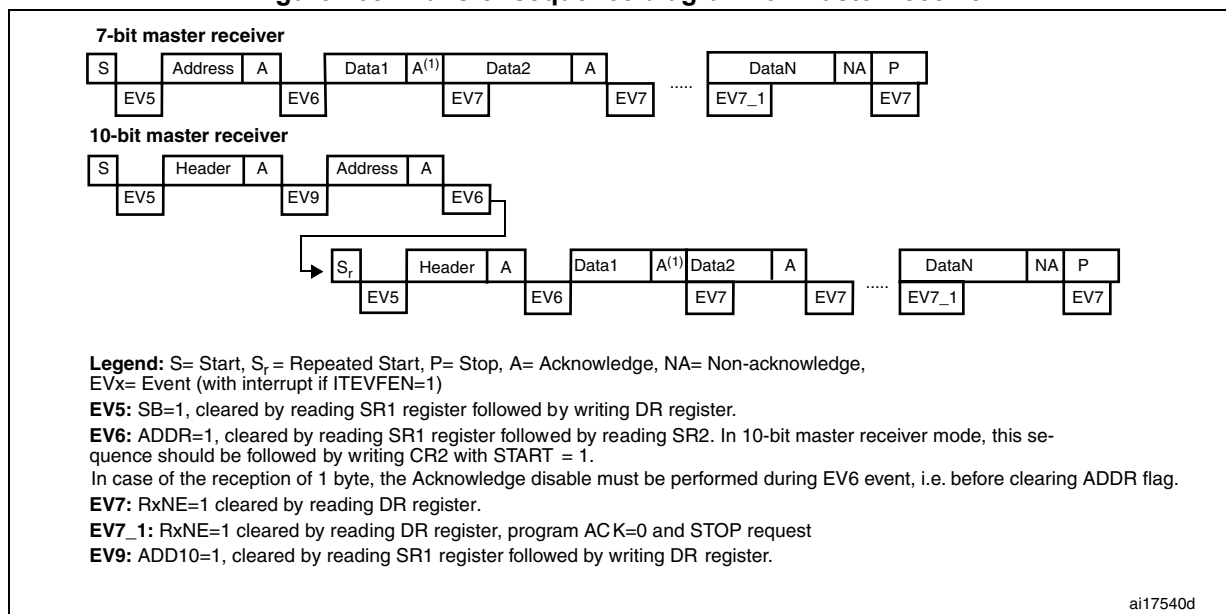 7-bit master receiver
S Address A Data1 A(1) Data2 A ..... DataN NA P
EV5 EV6 EV7 EV7 EV7_1 EV7
10-bit master receiver
S Header A Address A
EV5 EV9 EV6
Sr Header A Data1 A(1) Data2 A ..... DataN NA P
EV5 EV6 EV7 EV7 EV7_1 EV7
Legend: S= Start, Sr = Repeated Start, P= Stop, A= Acknowledge, NA= Non-acknowledge,
EVx= Event (with interrupt if ITEVFEN=1)
EV5: SB=1, cleared by reading SR1 register followed by writing DR register.
EV6: ADDR=1, cleared by reading SR1 register followed by reading SR2. In 10-bit master receiver mode, this se-
quence should be followed by writing CR2 with START = 1.
In case of the reception of 1 byte, the Acknowledge disable must be performed during EV6 event, i.e. before clearing ADDR flag.
EV7: RxNE=1 cleared by reading DR register.
EV7_1: RxNE=1 cleared by reading DR register, program ACK=0 and STOP request
EV9: ADD10=1, cleared by reading SR1 register followed by writing DR register.
ai17540d